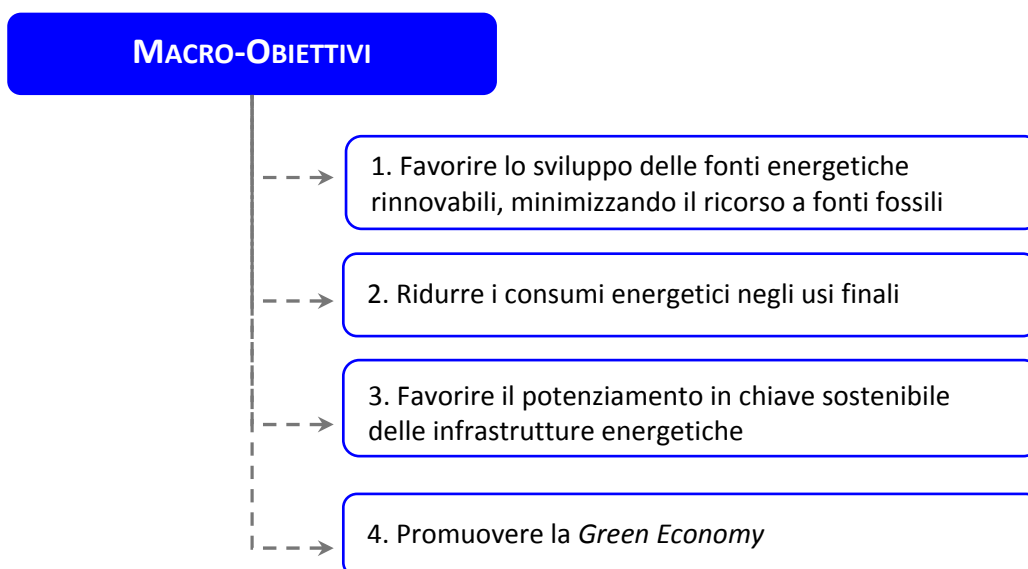 MACRO-OBIETTIVI
1. Favorire lo sviluppo delle fonti energetiche
rinnovabili, minimizzando il ricorso a fonti fossili
2. Ridurre i consumi energetici negli usi finali
3. Favorire il potenziamento in chiave sostenibile
delle infrastrutture energetiche
4. Promuovere la Green Economy